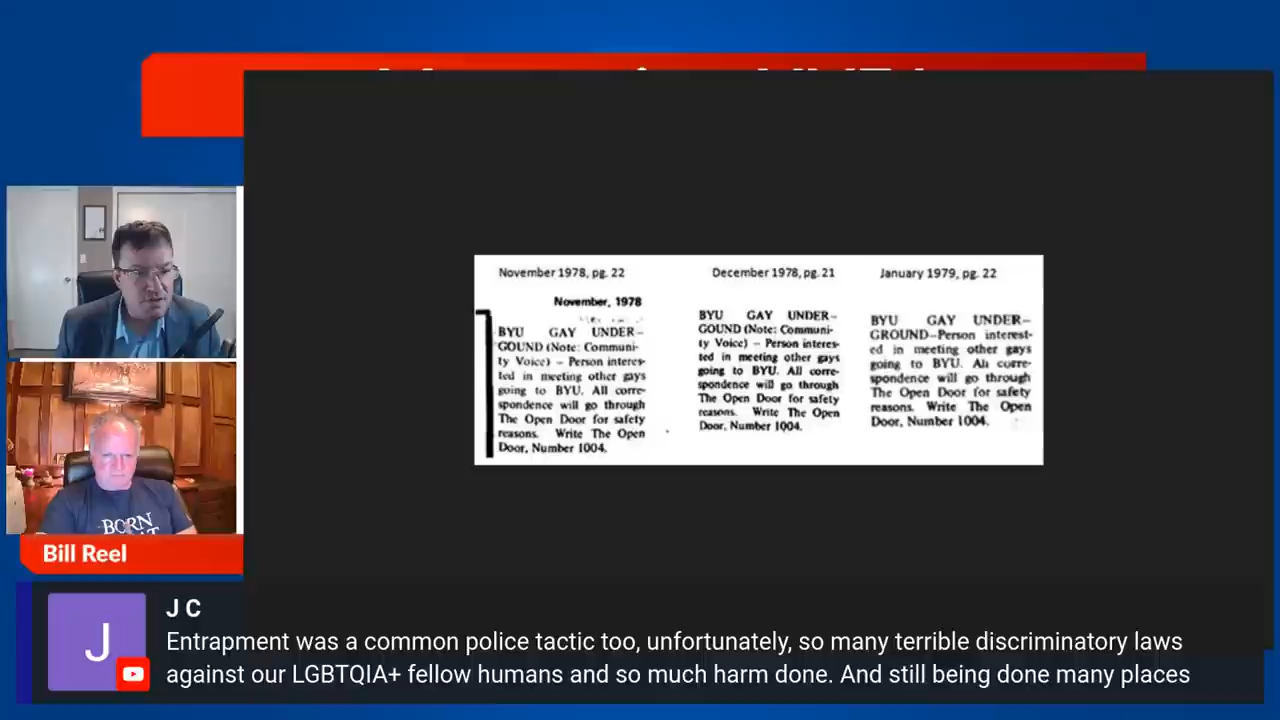 November 1978, pg. 22
November, 1978
BYU GAY UNDER-
GOUND (Note: Communi-
ty Voice) – Person interes-
ted in meeting other gays
going to BYU. All corre-
spondence will go through
The Open Door for safety
reasons. Write The Open
Door, Number 1004.
December 1978, pg. 21
BYU GAY UNDER-
GOUND (Note: Communi-
ty Voice) – Person interes-
ted in meeting other gays
going to BYU. All corre-
spondence will go through
The Open Door for safety
reasons. Write The Open
Door, Number 1004.
January 1979, pg. 22
BYU GAY UNDER-
GROUND–Person interest-
ed in meeting other gays
going to BYU. All corre-
spondence will go through
The Open Door for safety
reasons. Write The Open
Door, Number 1004.
BORN
Bill Reel
J
J C
Entrapment was a common police tactic too, unfortunately, so many terrible discriminatory laws
against our LGBTQIA+ fellow humans and so much harm done. And still being done many places